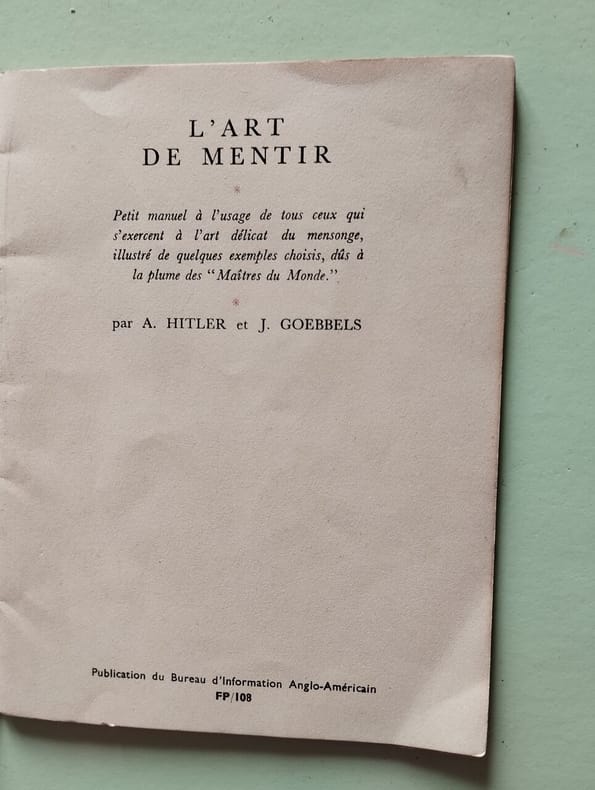 L'ART
DE MENTIR
*
Petit manuel à l'usage de tous ceux qui
s'exercent à l'art délicat du mensonge,
illustré de quelques exemples choisis, dûs à
la plume des “Maîtres du Monde.”
*
par A. HITLER et J. GOEBBELS
Publication du Bureau d'Information Anglo-Américain
FP/108